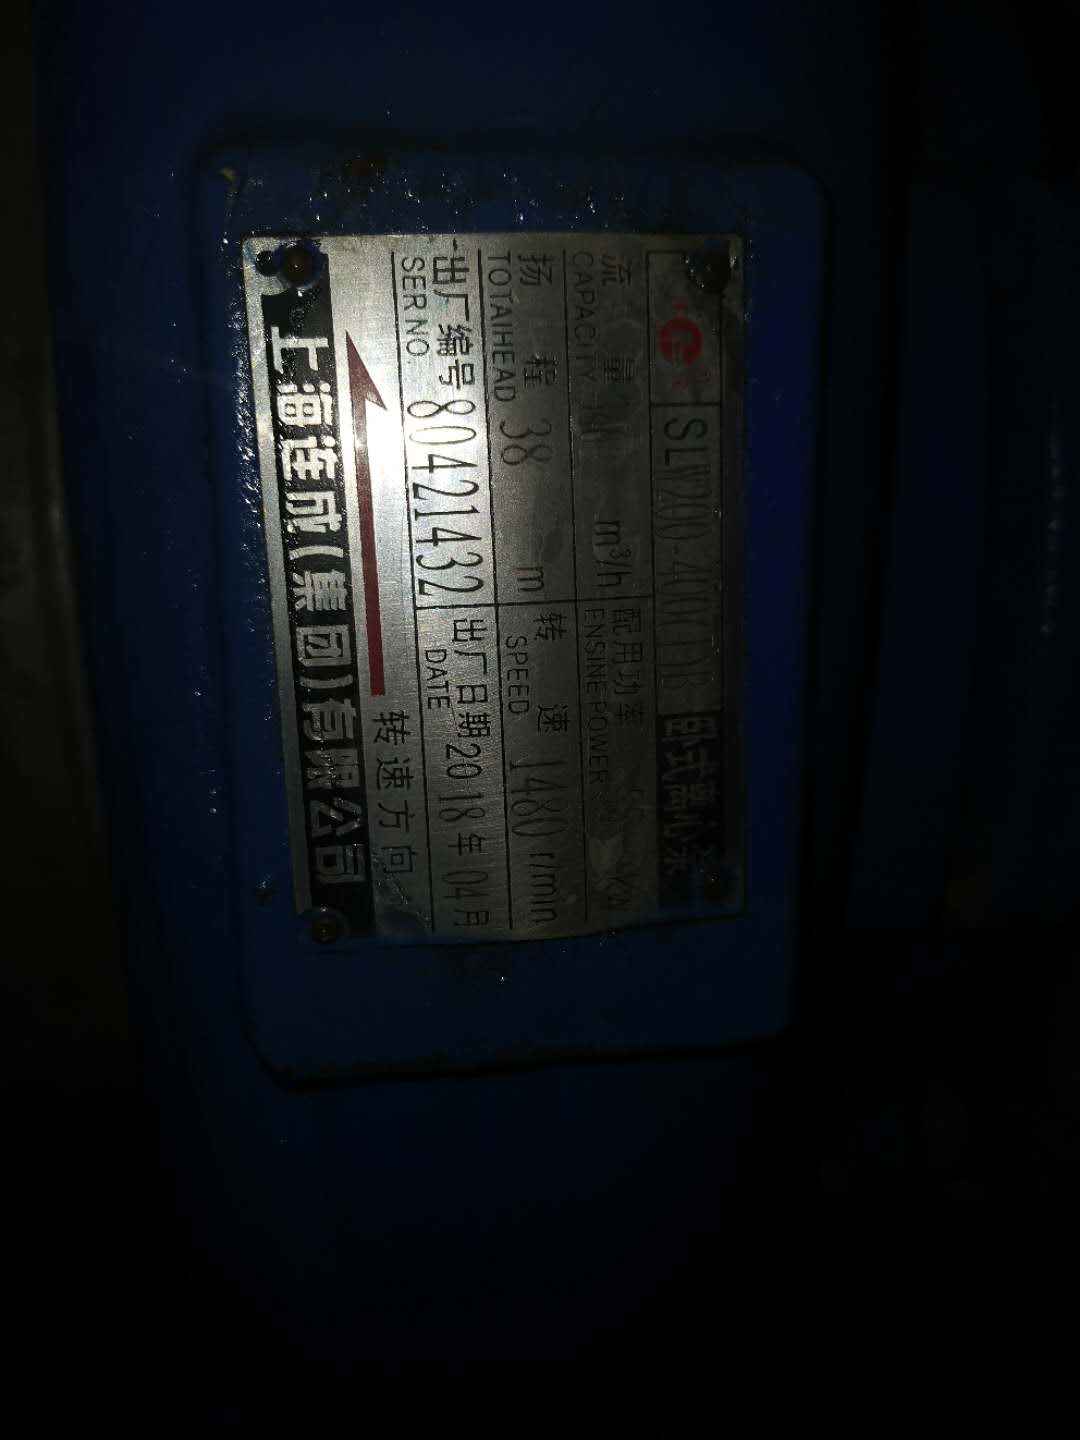 SLW200-400(I)B 卧式离心泵
流量 m³/h 配用功率 kW
CAPACITY ENSINE POWER
扬程 38 m 转速 1480 r/min
TOTAIHEAD SPEED
出厂编号 80421432 出厂日期 2018年04月
SER NO. DATE
转速方向
上海连成(集团)有限公司